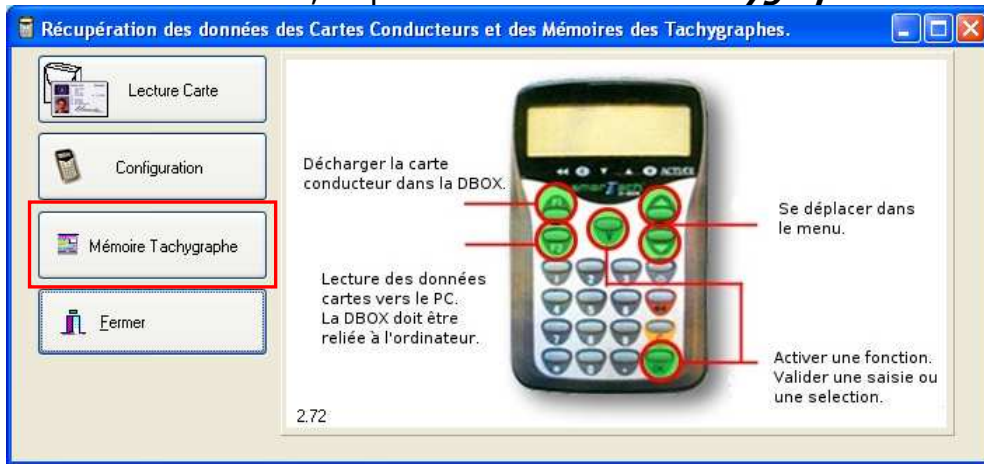 Récupération des données des Cartes Conducteurs et des Mémoires des Tachygraphes.
Lecture Carte
Configuration
Mémoire Tachygraphe
Fermer
Décharger la carte
conducteur dans la DBOX.
Lecture des données
cartes vers le PC.
La DBOX doit être
reliée à l'ordinateur.
Se déplacer dans
le menu.
Activer une fonction.
Valider une saisie ou
une selection.
2.72